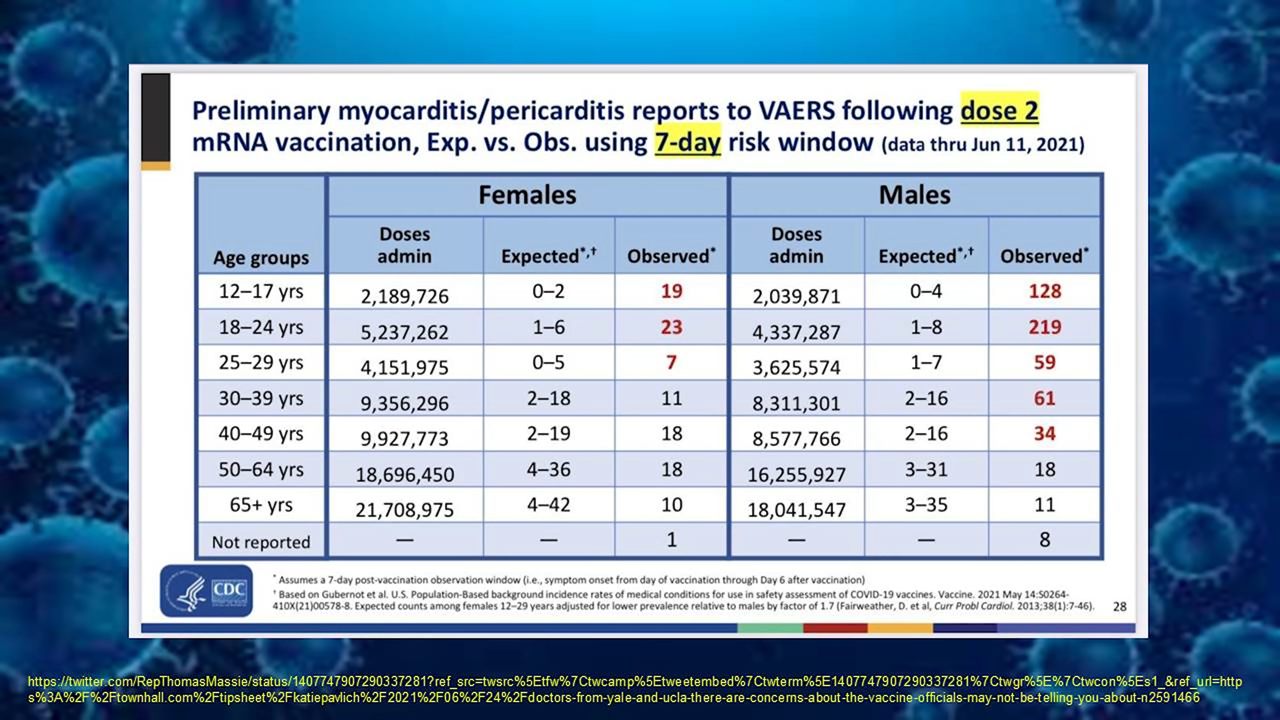 Preliminary myocarditis/pericarditis reports to VAERS following dose 2
mRNA vaccination, Exp. vs. Obs. using 7-day risk window (data thru Jun 11, 2021)
Females Males
Age groups Doses admin Expected*,† Observed* Doses admin Expected*,† Observed*
12–17 yrs 2,189,726 0–2 19 2,039,871 0–4 128
18–24 yrs 5,237,262 1–6 23 4,337,287 1–8 219
25–29 yrs 4,151,975 0–5 7 3,625,574 1–7 59
30–39 yrs 9,356,296 2–18 11 8,311,301 2–16 61
40–49 yrs 9,927,773 2–19 18 8,577,766 2–16 34
50–64 yrs 18,696,450 4–36 18 16,255,927 3–31 18
65+ yrs 21,708,975 4–42 10 18,041,547 3–35 11
Not reported — — 1 — — 8
CDC
* Assumes a 7-day post-vaccination observation window (i.e., symptom onset from day of vaccination through Day 6 after vaccination)
† Based on Gubernot et al. U.S. Population-Based background incidence rates of medical conditions for use in safety assessment of COVID-19 vaccines. Vaccine. 2021 May 14:S0264-
410X(21)00578-8. Expected counts among females 12–29 years adjusted for lower prevalence relative to males by factor of 1.7 (Fairweather, D. et al, Curr Probl Cardiol. 2013;38(1):7-46).
28
https://twitter.com/RepThomasMassie/status/1407747907290337281?ref_src=twsrc%5Etfw%7Ctwcamp%5Etweetembed%7Ctwterm%5E1407747907290337281%7Ctwgr%5E%7Ctwcon%5Es1_&ref_url=http
s%3A%2F%2Ftownhall.com%2Ftipsheet%2Fkatiepavlich%2F2021%2F06%2F24%2Fdoctors-from-yale-and-ucla-there-are-concerns-about-the-vaccine-officials-may-not-be-telling-you-about-n2591466